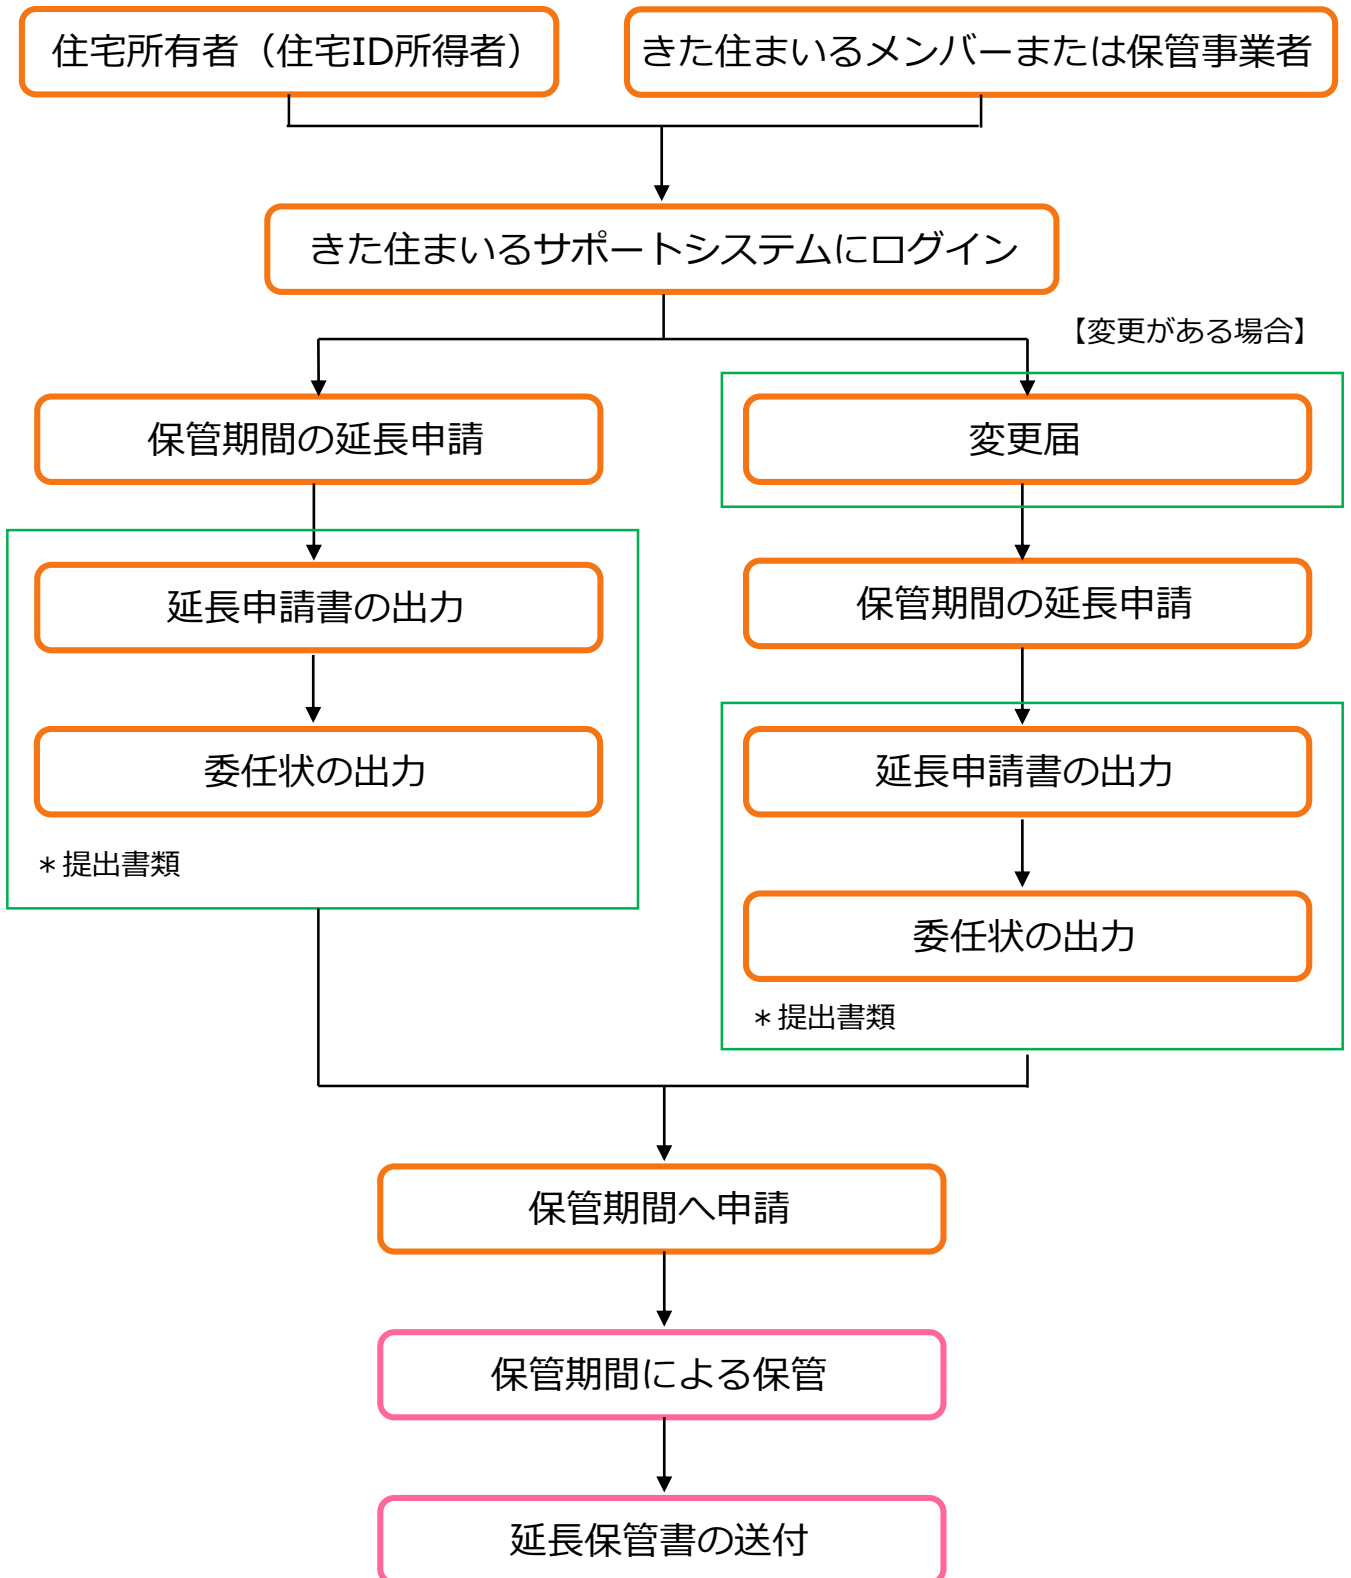 住宅所有者（住宅ID所得者）
きた住まいるメンバーまたは保管事業者
きた住まいるサポートシステムにログイン
【変更がある場合】
保管期間の延長申請
延長申請書の出力
委任状の出力
＊提出書類
変更届
保管期間の延長申請
延長申請書の出力
委任状の出力
＊提出書類
保管期間へ申請
保管期間による保管
延長保管書の送付